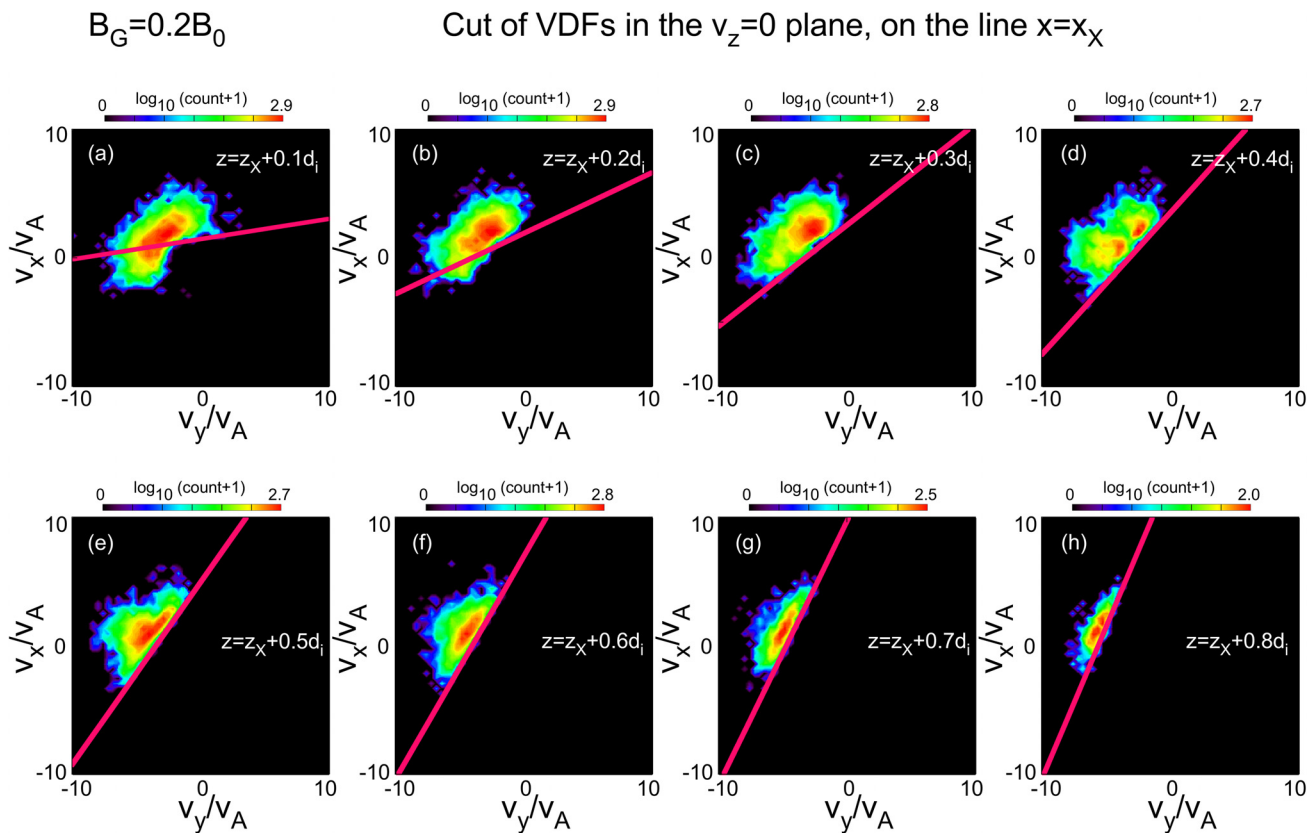 B_G=0.2B_0
Cut of VDFs in the v_z=0 plane, on the line x=x_X
0 log_10 (count+1) 2.9
10
(a)
z=z_X+0.1d_i
v_x/v_A
0
-10
-10 0 10
v_y/v_A
0 log_10 (count+1) 2.9
10
(b)
z=z_X+0.2d_i
v_x/v_A
0
-10
-10 0 10
v_y/v_A
0 log_10 (count+1) 2.8
10
(c)
z=z_X+0.3d_i
v_x/v_A
0
-10
-10 0 10
v_y/v_A
0 log_10 (count+1) 2.7
10
(d)
z=z_X+0.4d_i
v_x/v_A
0
-10
-10 0 10
v_y/v_A
0 log_10 (count+1) 2.7
10
(e)
v_x/v_A
0
z=z_X+0.5d_i
-10
-10 0 10
v_y/v_A
0 log_10 (count+1) 2.8
10
(f)
v_x/v_A
0
z=z_X+0.6d_i
-10
-10 0 10
v_y/v_A
0 log_10 (count+1) 2.5
10
(g)
v_x/v_A
0
z=z_X+0.7d_i
-10
-10 0 10
v_y/v_A
0 log_10 (count+1) 2.0
10
(h)
v_x/v_A
0
z=z_X+0.8d_i
-10
-10 0 10
v_y/v_A